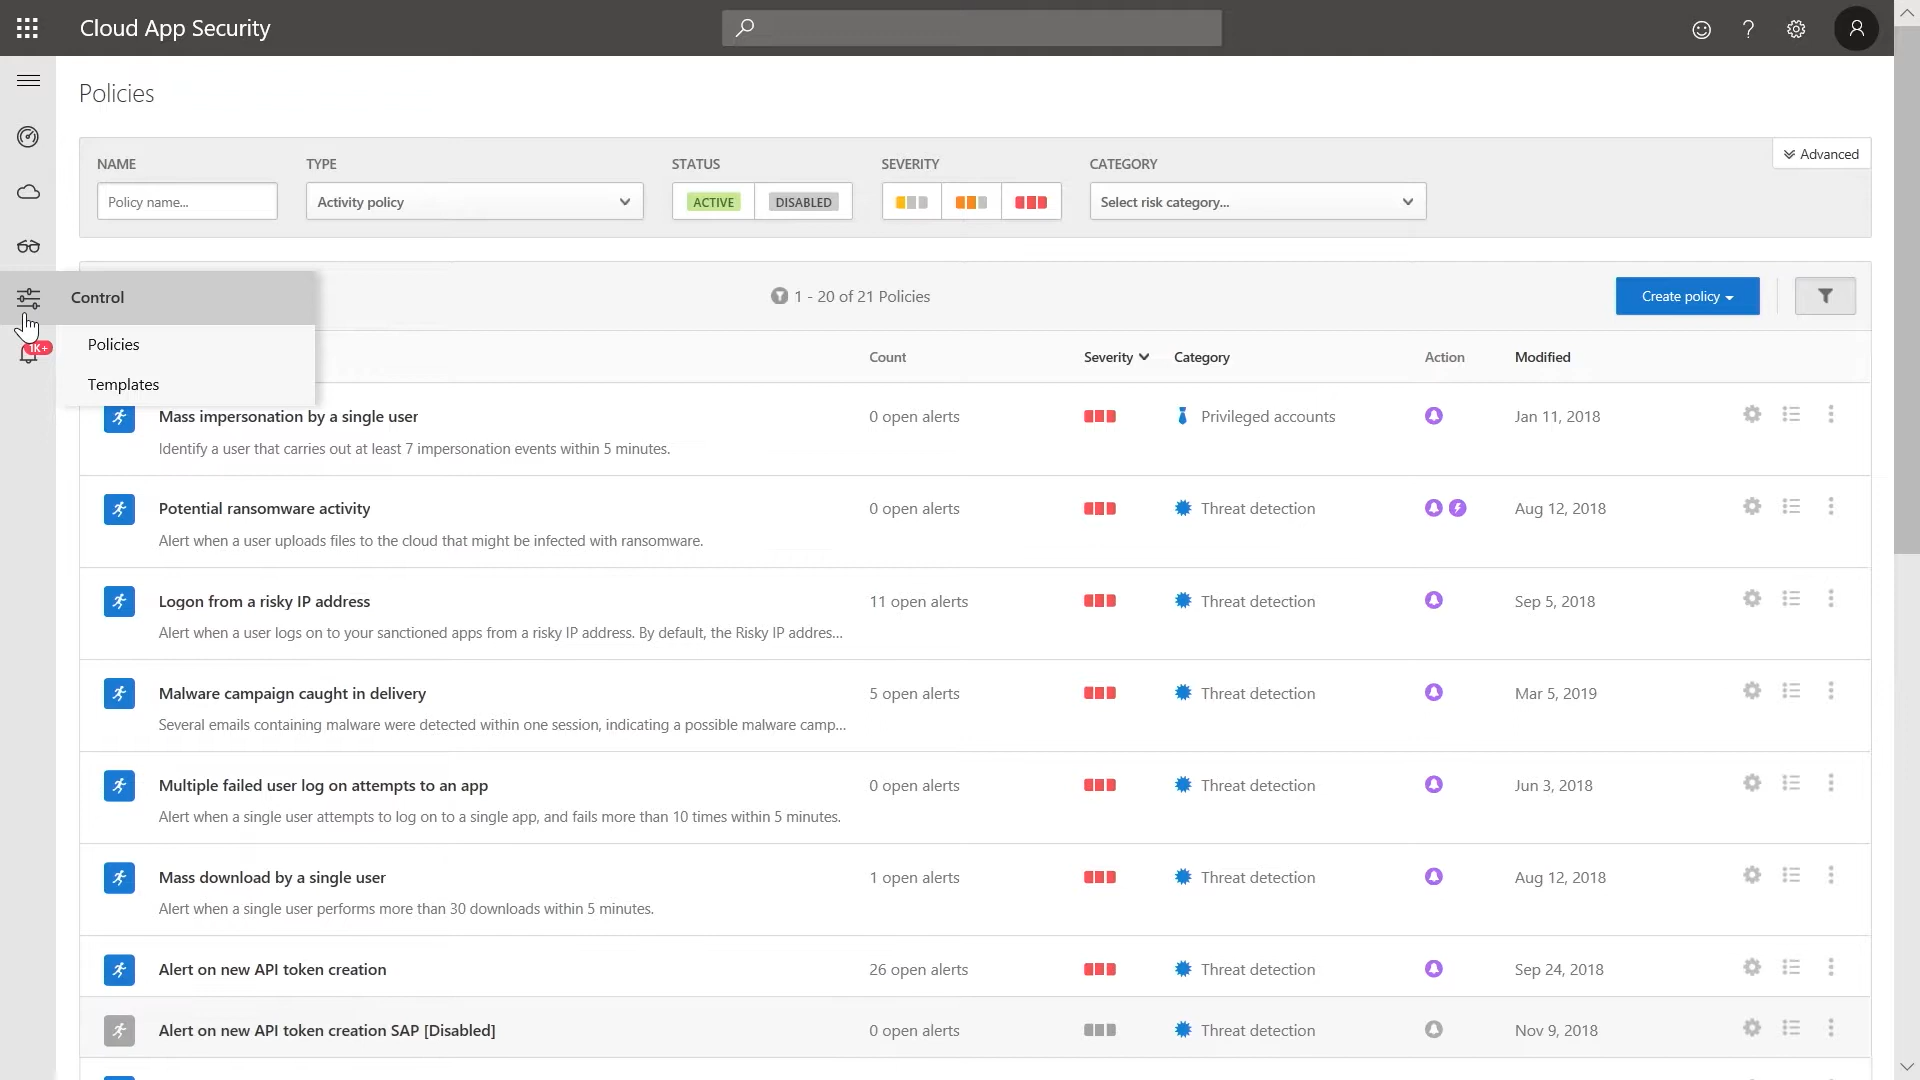 Cloud App Security
Policies
Advanced
NAME
TYPE
STATUS
SEVERITY
CATEGORY
Policy name...
Activity policy
ACTIVE
DISABLED
Select risk category...
Control
1 - 20 of 21 Policies
Create policy
1K+
Policies
Templates
Count
Severity
Category
Action
Modified
Mass impersonation by a single user
0 open alerts
Privileged accounts
Jan 11, 2018
Identify a user that carries out at least 7 impersonation events within 5 minutes.
Potential ransomware activity
0 open alerts
Threat detection
Aug 12, 2018
Alert when a user uploads files to the cloud that might be infected with ransomware.
Logon from a risky IP address
11 open alerts
Threat detection
Sep 5, 2018
Alert when a user logs on to your sanctioned apps from a risky IP address. By default, the Risky IP addres...
Malware campaign caught in delivery
5 open alerts
Threat detection
Mar 5, 2019
Several emails containing malware were detected within one session, indicating a possible malware camp...
Multiple failed user log on attempts to an app
0 open alerts
Threat detection
Jun 3, 2018
Alert when a single user attempts to log on to a single app, and fails more than 10 times within 5 minutes.
Mass download by a single user
1 open alerts
Threat detection
Aug 12, 2018
Alert when a single user performs more than 30 downloads within 5 minutes.
Alert on new API token creation
26 open alerts
Threat detection
Sep 24, 2018
Alert on new API token creation SAP [Disabled]
0 open alerts
Threat detection
Nov 9, 2018